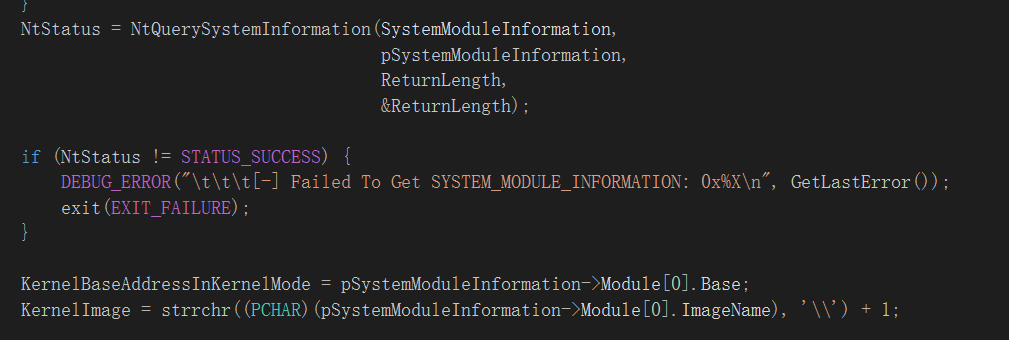 }
NtStatus = NtQuerySystemInformation(SystemModuleInformation,
pSystemModuleInformation,
ReturnLength,
&ReturnLength);
if (NtStatus != STATUS_SUCCESS) {
DEBUG_ERROR("\t\t\t[-] Failed To Get SYSTEM_MODULE_INFORMATION: 0x%X\n", GetLastError());
exit(EXIT_FAILURE);
}
KernelBaseAddressInKernelMode = pSystemModuleInformation->Module[0].Base;
KernelImage = strrchr((PCHAR)(pSystemModuleInformation->Module[0].ImageName), '\\') + 1;